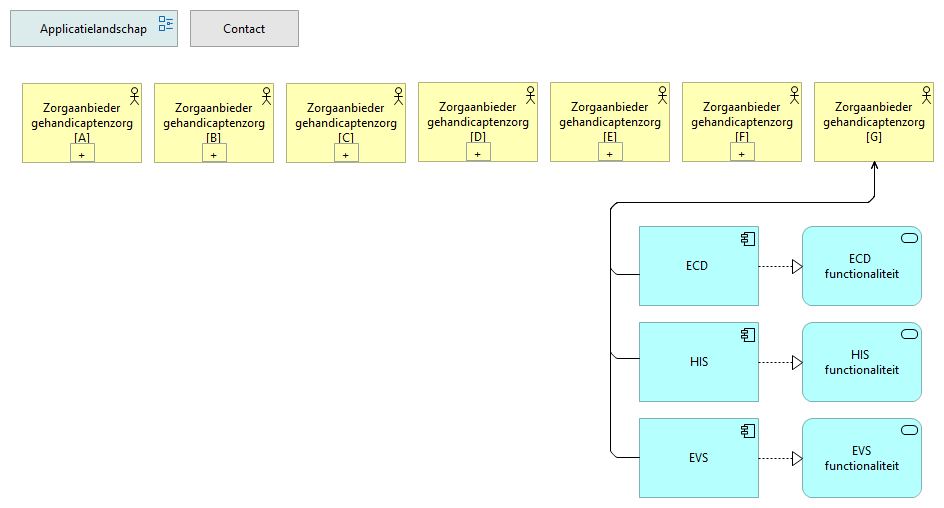 Applicatielandschap
Contact
Zorgaanbieder
gehandicaptenzorg
[A]
+
Zorgaanbieder
gehandicaptenzorg
[B]
+
Zorgaanbieder
gehandicaptenzorg
[C]
+
Zorgaanbieder
gehandicaptenzorg
[D]
+
Zorgaanbieder
gehandicaptenzorg
[E]
+
Zorgaanbieder
gehandicaptenzorg
[F]
+
Zorgaanbieder
gehandicaptenzorg
[G]
ECD
ECD
functionaliteit
HIS
HIS
functionaliteit
EVS
EVS
functionaliteit